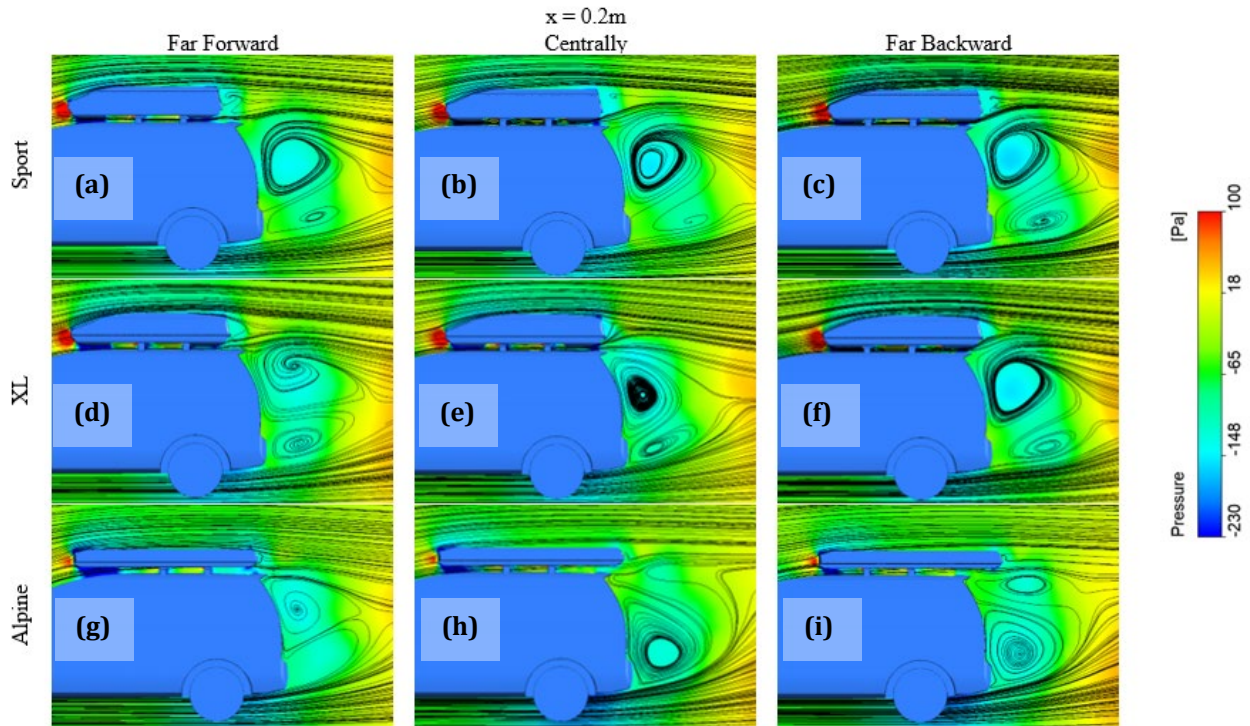 x = 0.2m
Far Forward
Centrally
Far Backward
Sport
(a)
(b)
(c)
XL
(d)
(e)
(f)
Alpine
(g)
(h)
(i)
100
[Pa]
18
-65
-148
-230
Pressure